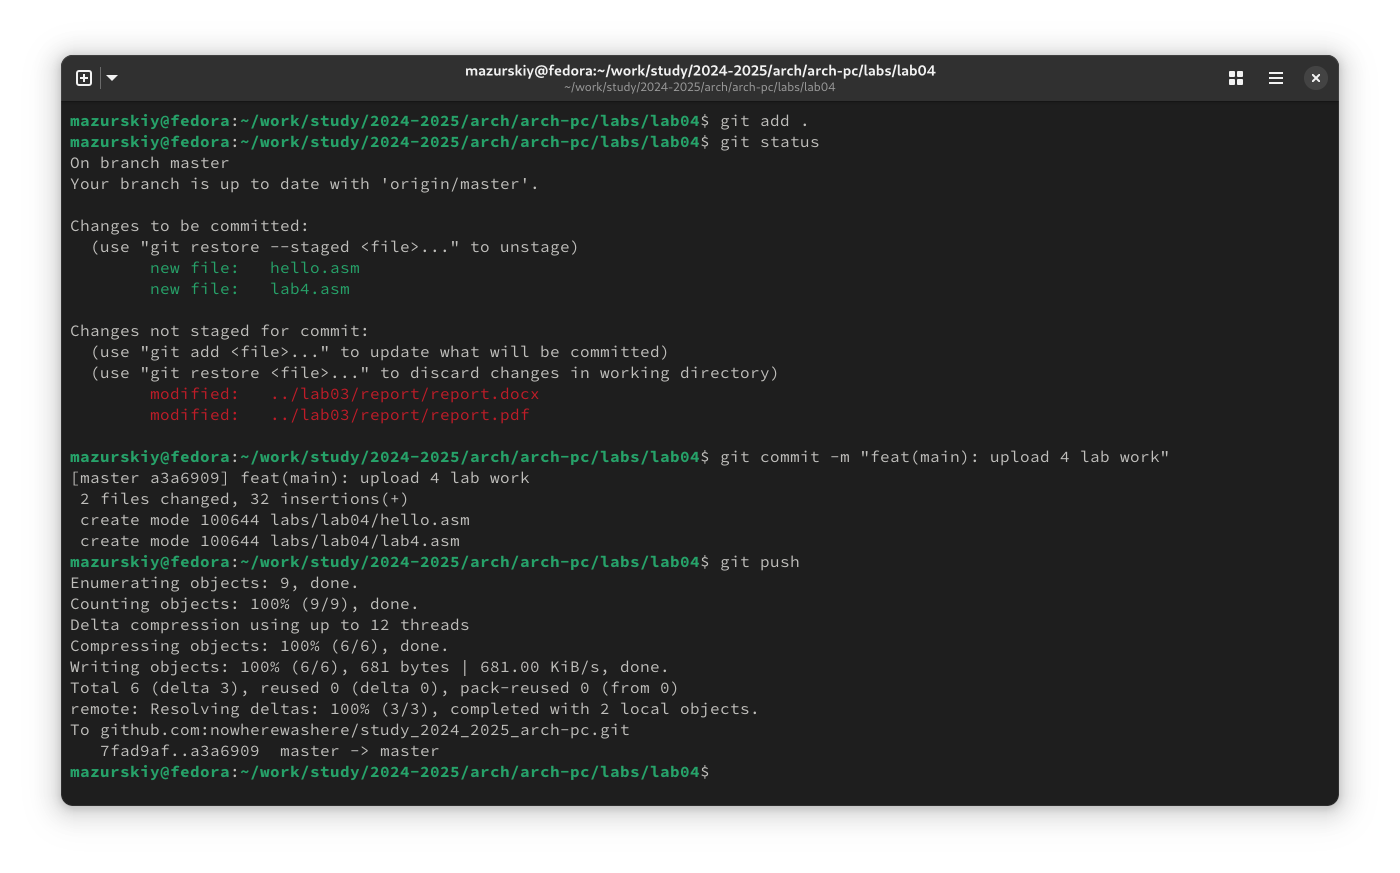 mazurskiy@fedora:~/work/study/2024-2025/arch/arch-pc/labs/lab04
~/work/study/2024-2025/arch/arch-pc/labs/lab04
mazurskiy@fedora:~/work/study/2024-2025/arch/arch-pc/labs/lab04$ git add .
mazurskiy@fedora:~/work/study/2024-2025/arch/arch-pc/labs/lab04$ git status
On branch master
Your branch is up to date with 'origin/master'.

Changes to be committed:
  (use "git restore --staged <file>..." to unstage)
        new file:   hello.asm
        new file:   lab4.asm

Changes not staged for commit:
  (use "git add <file>..." to update what will be committed)
  (use "git restore <file>..." to discard changes in working directory)
        modified:   ../lab03/report/report.docx
        modified:   ../lab03/report/report.pdf

mazurskiy@fedora:~/work/study/2024-2025/arch/arch-pc/labs/lab04$ git commit -m "feat(main): upload 4 lab work"
[master a3a6909] feat(main): upload 4 lab work
 2 files changed, 32 insertions(+)
 create mode 100644 labs/lab04/hello.asm
 create mode 100644 labs/lab04/lab4.asm
mazurskiy@fedora:~/work/study/2024-2025/arch/arch-pc/labs/lab04$ git push
Enumerating objects: 9, done.
Counting objects: 100% (9/9), done.
Delta compression using up to 12 threads
Compressing objects: 100% (6/6), done.
Writing objects: 100% (6/6), 681 bytes | 681.00 KiB/s, done.
Total 6 (delta 3), reused 0 (delta 0), pack-reused 0 (from 0)
remote: Resolving deltas: 100% (3/3), completed with 2 local objects.
To github.com:nowherewashere/study_2024_2025_arch-pc.git
   7fad9af..a3a6909  master -> master
mazurskiy@fedora:~/work/study/2024-2025/arch/arch-pc/labs/lab04$